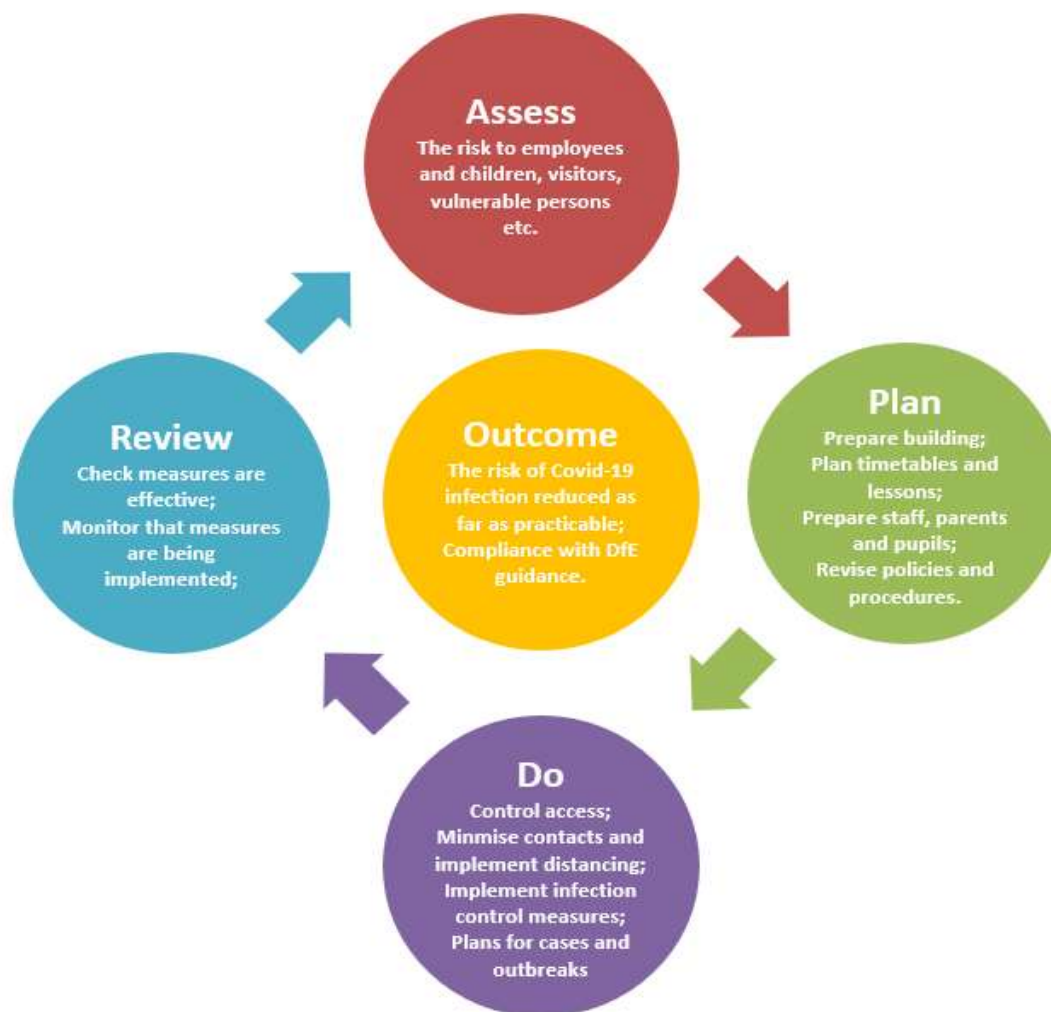 Assess
The risk to employees
and children, visitors,
vulnerable persons
etc.
Plan
Prepare building;
Plan timetables and
lessons;
Prepare staff, parents
and pupils;
Revise policies and
procedures.
Do
Control access;
Minmise contacts and
implement distancing;
Implement infection
control measures;
Plans for cases and
outbreaks
Review
Check measures are
effective;
Monitor that measures
are being
implemented;
Outcome
The risk of Covid-19
infection reduced as
far as practicable;
Compliance with DfE
guidance.